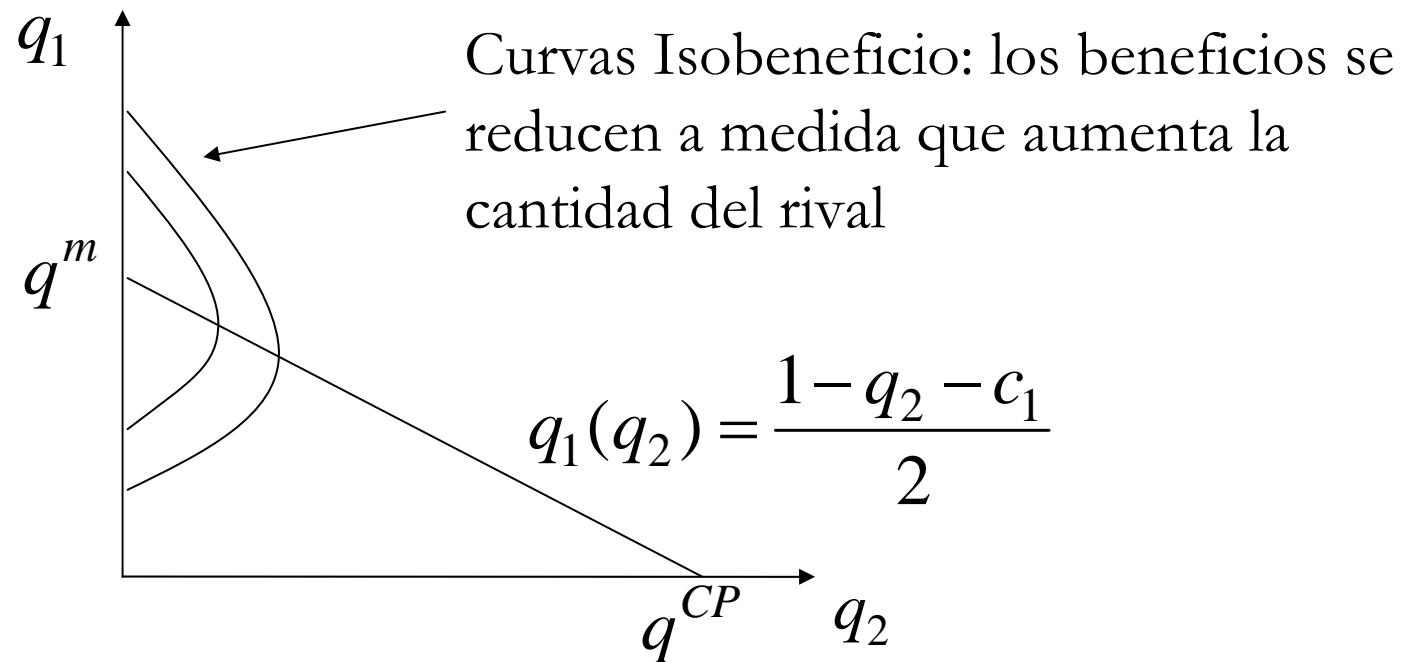 q₁
Curvas Isobeneficio: los beneficios se
reducen a medida que aumenta la
cantidad del rival
qᵐ
q₁(q₂) = (1 − q₂ − c₁) / 2
q^{CP}
q₂